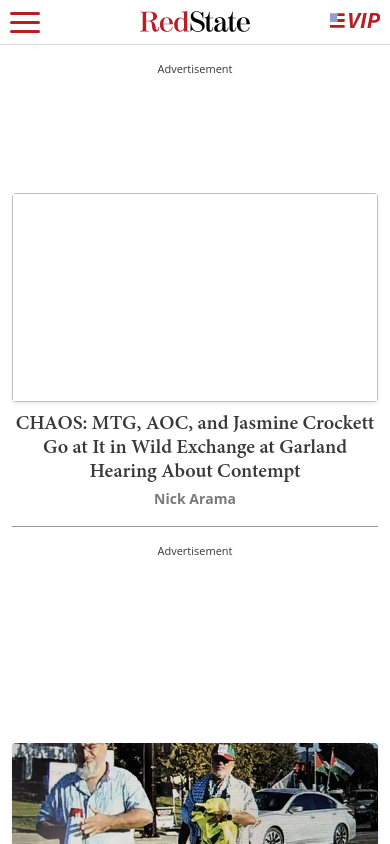 RedState
VIP
Advertisement
CHAOS: MTG, AOC, and Jasmine Crockett
Go at It in Wild Exchange at Garland
Hearing About Contempt
Nick Arama
Advertisement